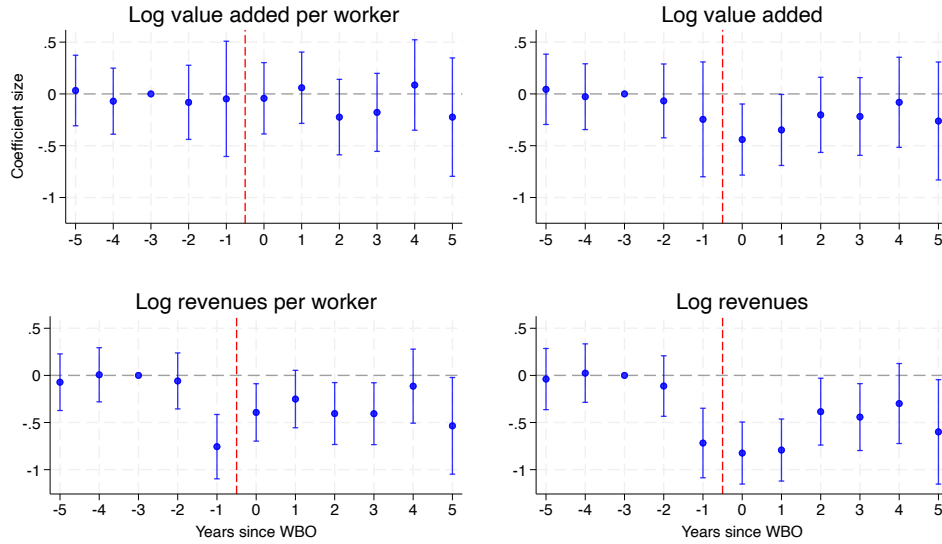 Log value added per worker
Log value added
Coefficient size
.5
0
-.5
-1
-5 -4 -3 -2 -1 0 1 2 3 4 5
.5
0
-.5
-1
-5 -4 -3 -2 -1 0 1 2 3 4 5
Log revenues per worker
Log revenues
.5
0
-.5
-1
-5 -4 -3 -2 -1 0 1 2 3 4 5
Years since WBO
.5
0
-.5
-1
-5 -4 -3 -2 -1 0 1 2 3 4 5
Years since WBO